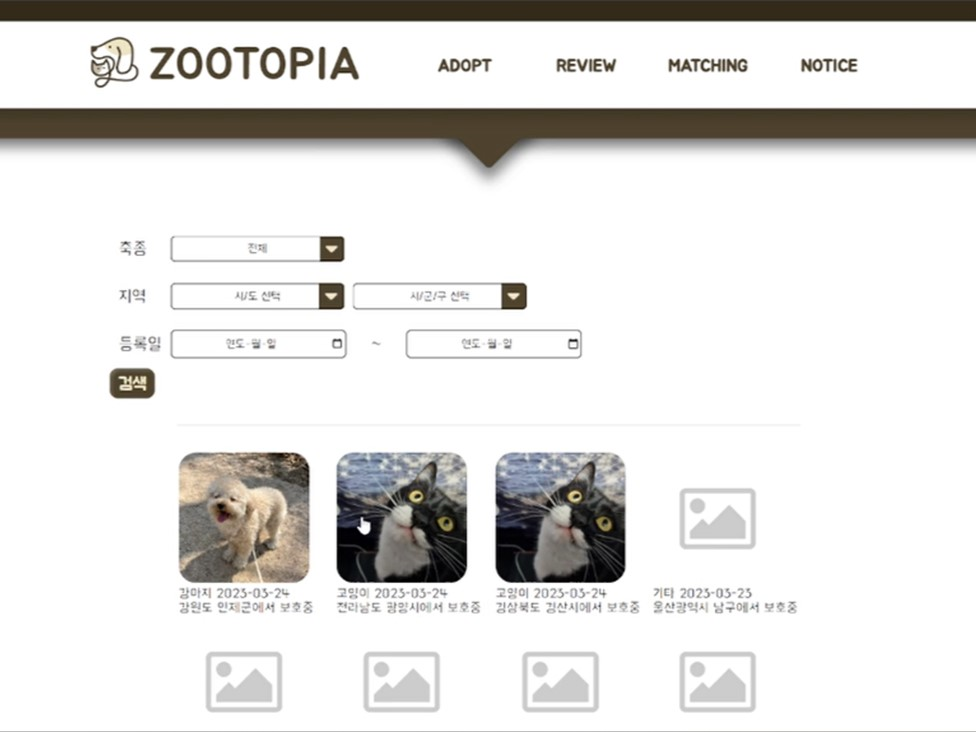 ZOOTOPIA
ADOPT REVIEW MATCHING NOTICE
축종 전체
지역 시/도 선택 시/군/구 선택
등록일 연도-월-일 ~ 연도-월-일
검색
강아지 2023-03-24
강원도 인제군에서 보호중
고양이 2023-03-24
전라남도 광양시에서 보호중
고양이 2023-03-24
경상북도 경산시에서 보호중
기타 2023-03-23
울산광역시 남구에서 보호중